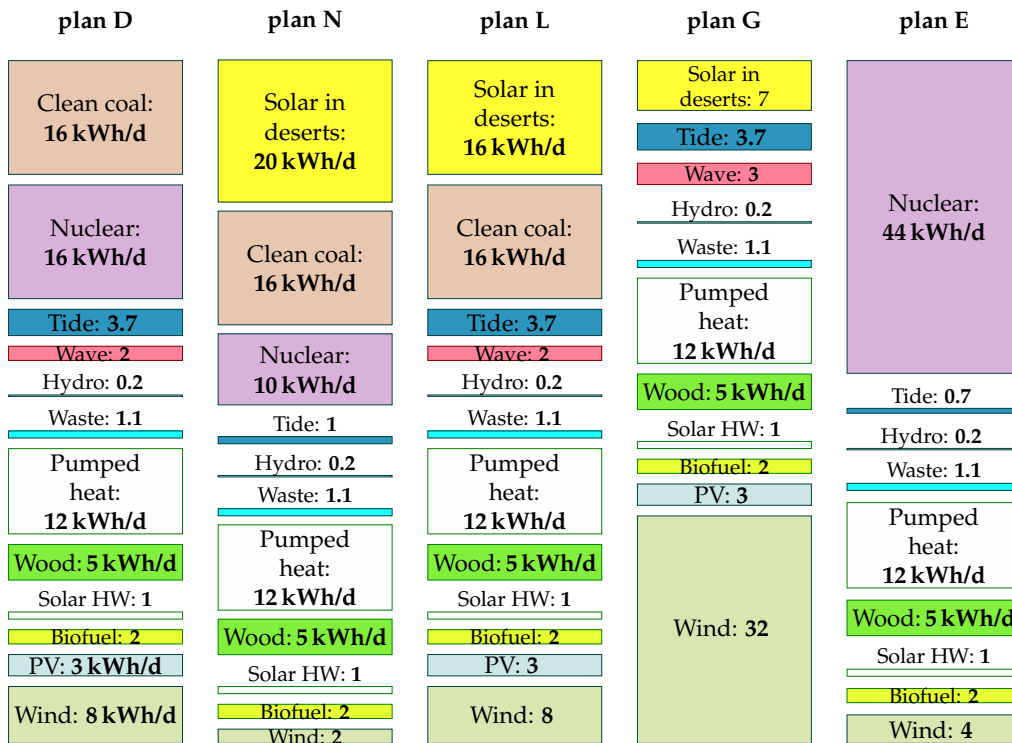 plan D
Clean coal:
16 kWh/d
Nuclear:
16 kWh/d
Tide: 3.7
Wave: 2
Hydro: 0.2
Waste: 1.1
Pumped
heat:
12 kWh/d
Wood: 5 kWh/d
Solar HW: 1
Biofuel: 2
PV: 3 kWh/d
Wind: 8 kWh/d
plan N
Solar in
deserts:
20 kWh/d
Clean coal:
16 kWh/d
Nuclear:
10 kWh/d
Tide: 1
Hydro: 0.2
Waste: 1.1
Pumped
heat:
12 kWh/d
Wood: 5 kWh/d
Solar HW: 1
Biofuel: 2
Wind: 2
plan L
Solar in
deserts:
16 kWh/d
Clean coal:
16 kWh/d
Tide: 3.7
Wave: 2
Hydro: 0.2
Waste: 1.1
Pumped
heat:
12 kWh/d
Wood: 5 kWh/d
Solar HW: 1
Biofuel: 2
PV: 3
Wind: 8
plan G
Solar in
deserts: 7
Tide: 3.7
Wave: 3
Hydro: 0.2
Waste: 1.1
Pumped
heat:
12 kWh/d
Wood: 5 kWh/d
Solar HW: 1
Biofuel: 2
PV: 3
Wind: 32
plan E
Nuclear:
44 kWh/d
Tide: 0.7
Hydro: 0.2
Waste: 1.1
Pumped
heat:
12 kWh/d
Wood: 5 kWh/d
Solar HW: 1
Biofuel: 2
Wind: 4